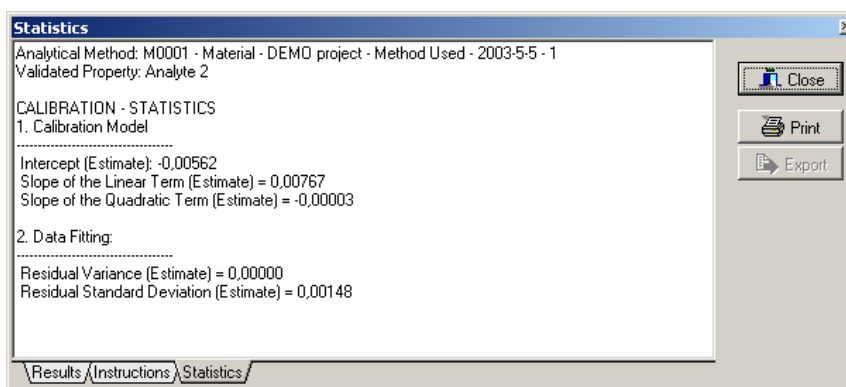 Statistics
Analytical Method: M0001 - Material - DEMO project - Method Used - 2003-5-5 - 1
Validated Property: Analyte 2
CALIBRATION - STATISTICS
1. Calibration Model
-----------------------------------
Intercept (Estimate): -0,00562
Slope of the Linear Term (Estimate) = 0,00767
Slope of the Quadratic Term (Estimate) = -0,00003
2. Data Fitting:
-----------------------------------
Residual Variance (Estimate) = 0,00000
Residual Standard Deviation (Estimate) = 0,00148
Close
Print
Export
Results Instructions Statistics